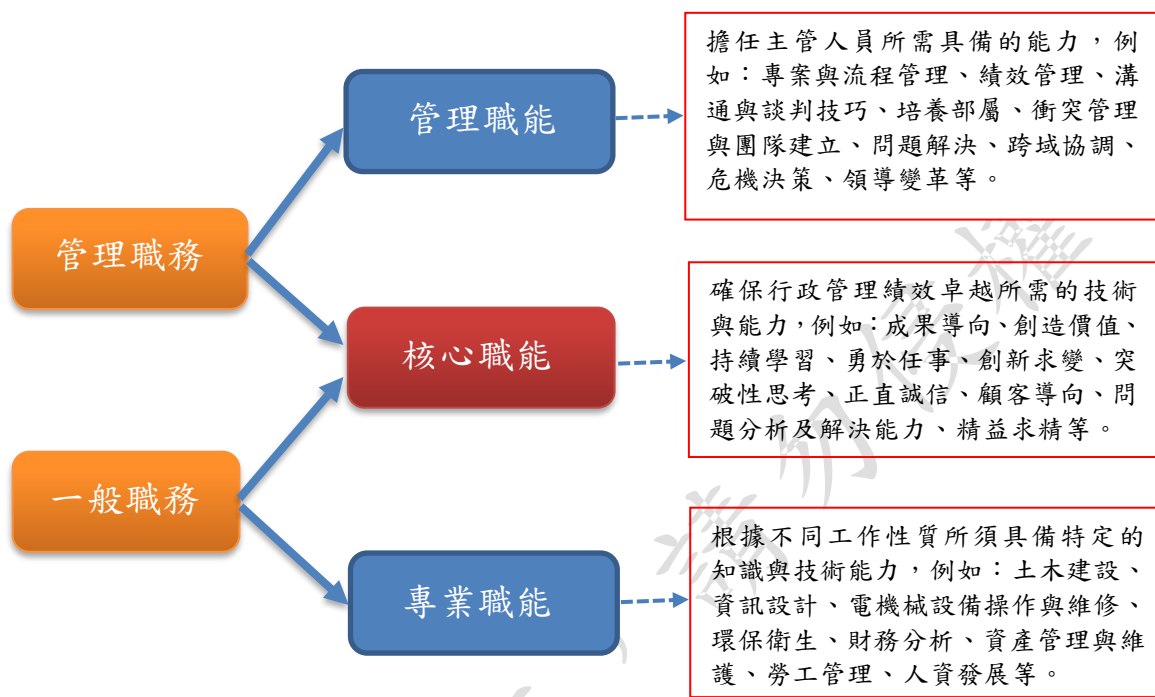 管理職務
一般職務
管理職能
核心職能
專業職能
擔任主管人員所需具備的能力，例
如：專案與流程管理、績效管理、溝
通與談判技巧、培養部屬、衝突管理
與團隊建立、問題解決、跨域協調、
危機決策、領導變革等。
確保行政管理績效卓越所需的技術
與能力，例如：成果導向、創造價值、
持續學習、勇於任事、創新求變、突
破性思考、正直誠信、顧客導向、問
題分析及解決能力、精益求精等。
根據不同工作性質所須具備特定的
知識與技術能力，例如：土木建設、
資訊設計、電機械設備操作與維修、
環保衛生、財務分析、資產管理與維
護、勞工管理、人資發展等。
請勿侵權